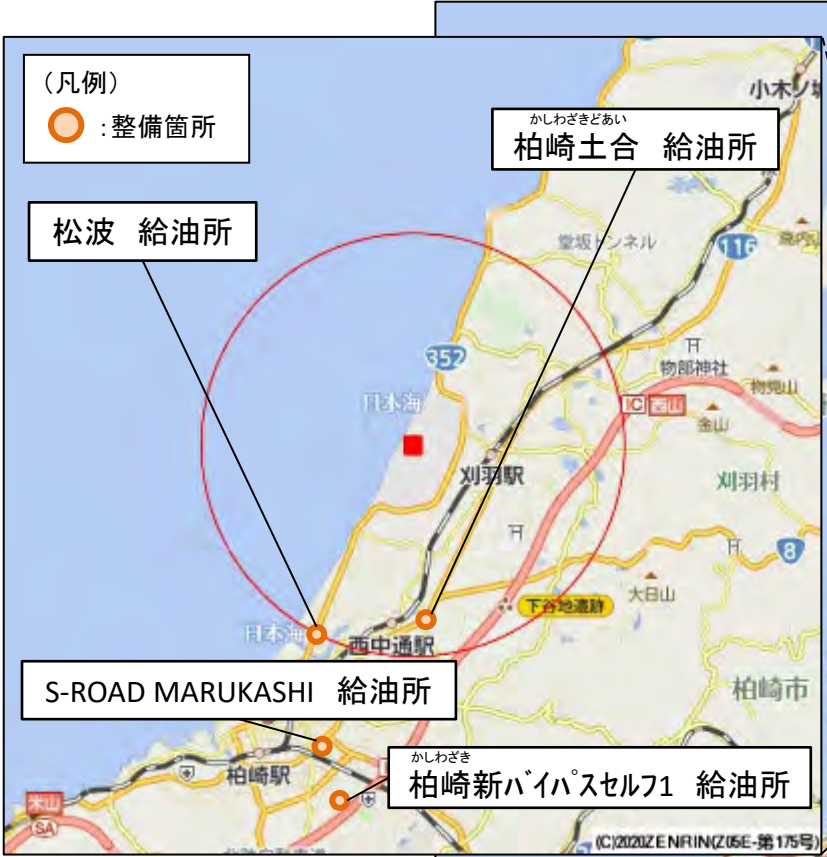 (凡例)
:整備箇所
小木ノ城
かしわざきどあい
柏崎土合 給油所
松波 給油所
堂坂トンネル
116
352
物部神社
物見山
日本海
IC 西山
金山
刈羽駅
刈羽村
8
大日山
下谷地遺跡
日本海
西中通駅
S-ROAD MARUKASHI 給油所
柏崎市
柏崎駅
かしわざき
柏崎新バイパスセルフ1 給油所
米山
SA
(C)2020ZENRIN(Z05E-第175号)